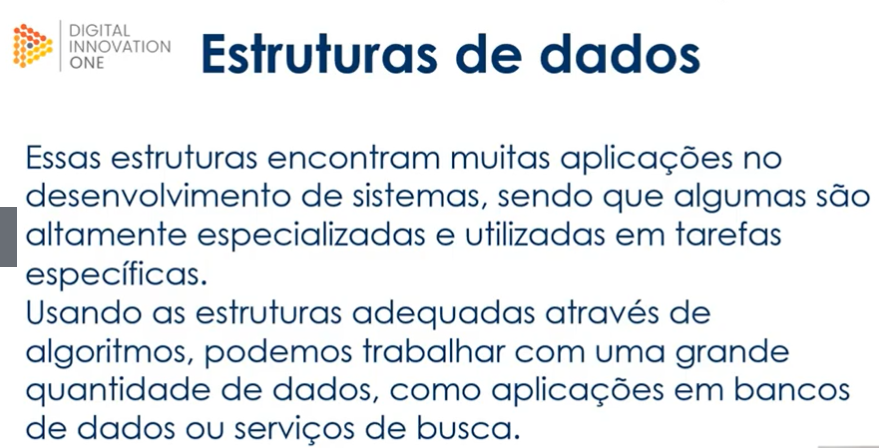 DIGITAL
INNOVATION
ONE
Estruturas de dados
Essas estruturas encontram muitas aplicações no
desenvolvimento de sistemas, sendo que algumas são
altamente especializadas e utilizadas em tarefas
específicas.
Usando as estruturas adequadas através de
algoritmos, podemos trabalhar com uma grande
quantidade de dados, como aplicações em bancos
de dados ou serviços de busca.